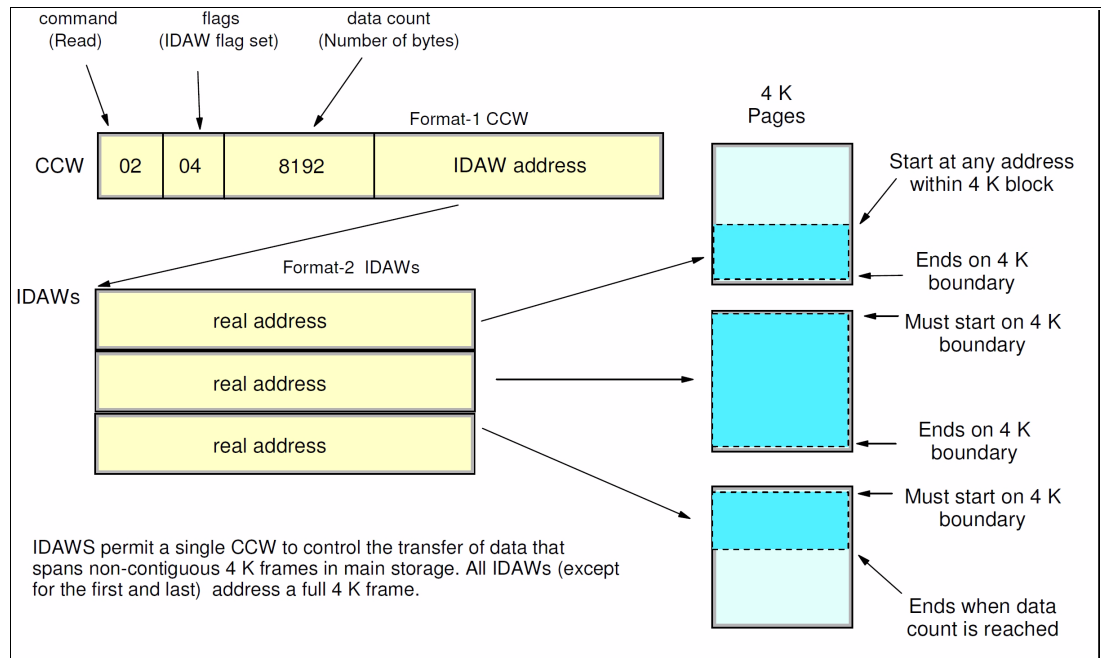 command
(Read)
flags
(IDAW flag set)
data count
(Number of bytes)
Format-1 CCW
CCW
02
04
8192
IDAW address
Format-2 IDAWs
IDAWs
real address
real address
real address
4 K
Pages
Start at any address
within 4 K block
Ends on 4 K
boundary
Must start on 4 K
boundary
Ends on 4 K
boundary
Must start on 4 K
boundary
Ends when data
count is reached
IDAWS permit a single CCW to control the transfer of data that
spans non-contiguous 4 K frames in main storage. All IDAWs (except
for the first and last) address a full 4 K frame.